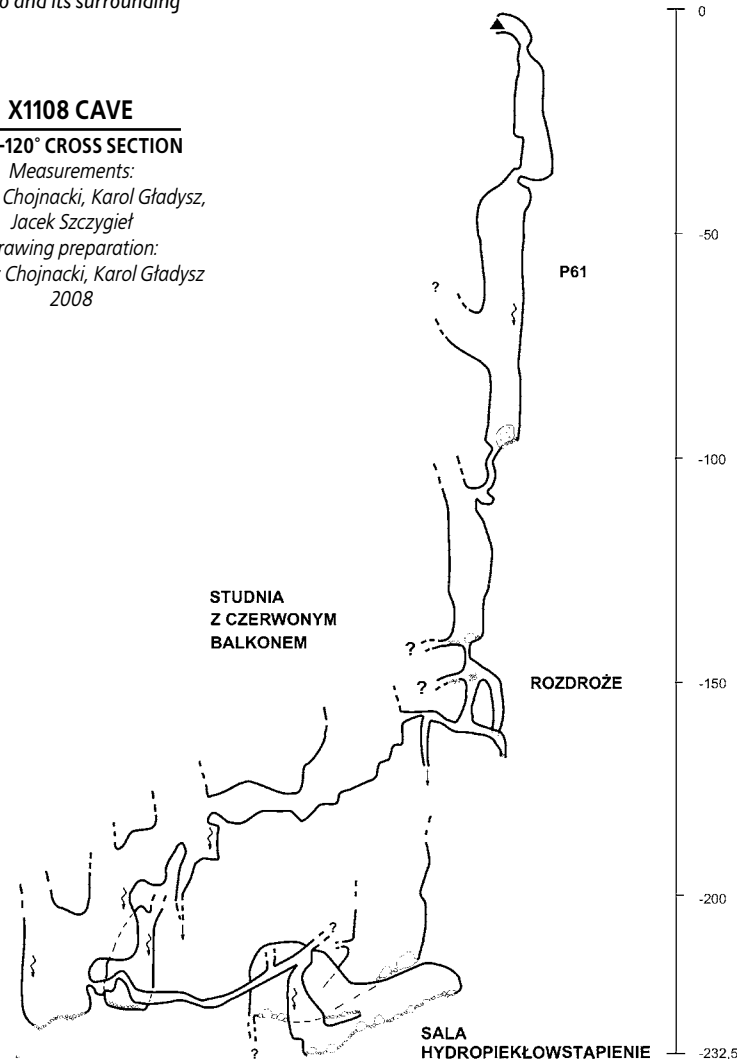 and its surrounding
X1108 CAVE
-120° CROSS SECTION
Measurements:
Chojnacki, Karol Gładysz,
Jacek Szczygieł
rawing preparation:
Chojnacki, Karol Gładysz
2008
0
-50
P61
?
-100
STUDNIA
Z CZERWONYM
BALKONEM
?
?
-150
ROZDROŻE
-200
?
?
SALA
HYDROPIEKŁOWSTĄPIENIE
-232,5